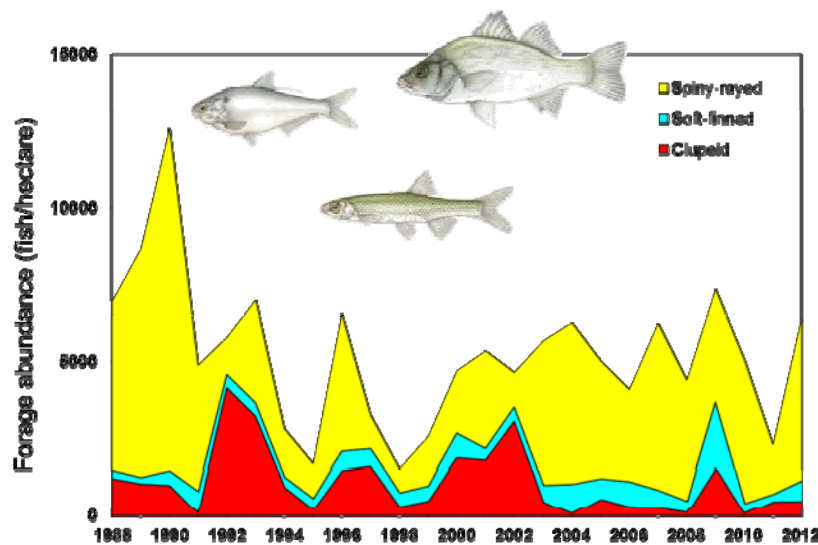 Forage abundance (fish/hectare)
15000
10000
5000
0
Spiny-rayed
Soft-finned
Clupeid
1988 1990 1992 1994 1996 1998 2000 2002 2004 2006 2008 2010 2012